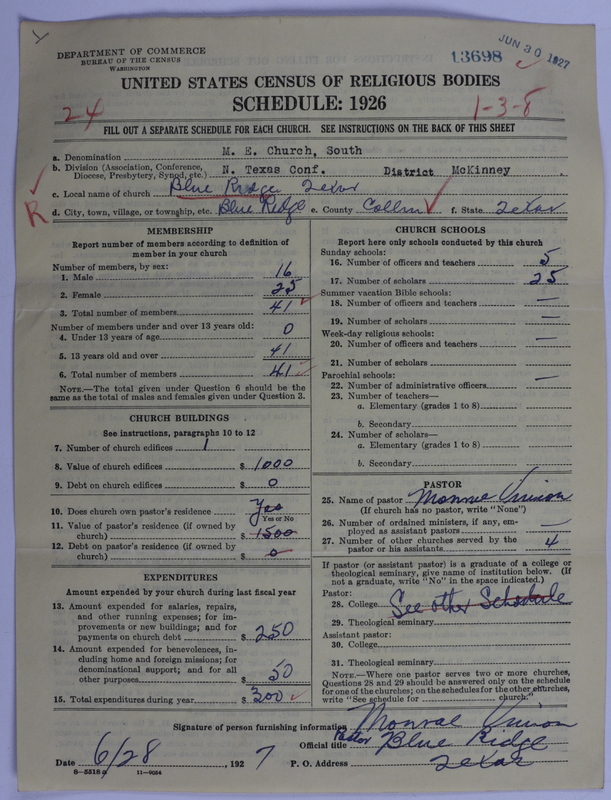 DEPARTMENT OF COMMERCE
BUREAU OF THE CENSUS
WASHINGTON
13698
JUN 30 1927
UNITED STATES CENSUS OF RELIGIOUS BODIES
SCHEDULE: 1926
24
1-3-8
FILL OUT A SEPARATE SCHEDULE FOR EACH CHURCH. SEE INSTRUCTIONS ON THE BACK OF THIS SHEET
a. Denomination M. E. Church, South
b. Division (Association, Conference, Diocese, Presbytery, Synod, etc.) N. Texas Conf. District McKinney
c. Local name of church Blue Ridge Texas
R
d. City, town, village, or township, etc. Blue Ridge e. County Collin f. State Texas
MEMBERSHIP
Report number of members according to definition of
member in your church
Number of members, by sex:
1. Male 16
2. Female 25
3. Total number of members 41
Number of members under and over 13 years old:
4. Under 13 years of age 0
5. 13 years old and over 41
6. Total number of members 41
NOTE.—The total given under Question 6 should be the
same as the total of males and females given under Question 3.
CHURCH BUILDINGS
See instructions, paragraphs 10 to 12
7. Number of church edifices 1
8. Value of church edifices $ 1000
9. Debt on church edifices $ 0
10. Does church own pastor's residence Yes
Yes or No
11. Value of pastor's residence (if owned by
church) $ 1500
12. Debt on pastor's residence (if owned by
church) $ 0
EXPENDITURES
Amount expended by your church during last fiscal year
13. Amount expended for salaries, repairs,
and other running expenses; for im-
provements or new buildings; and for
payments on church debt $ 250
14. Amount expended for benevolences, in-
cluding home and foreign missions; for
denominational support; and for all
other purposes $ 50
15. Total expenditures during year $ 300
CHURCH SCHOOLS
Report here only schools conducted by this church
Sunday schools:
16. Number of officers and teachers 5
17. Number of scholars 25
Summer vacation Bible schools:
18. Number of officers and teachers —
19. Number of scholars —
Week-day religious schools:
20. Number of officers and teachers —
21. Number of scholars
Parochial schools:
22. Number of administrative officers —
23. Number of teachers—
a. Elementary (grades 1 to 8)
b. Secondary
24. Number of scholars—
a. Elementary (grades 1 to 8)
b. Secondary
PASTOR
25. Name of pastor Monroe Vinson
(If church has no pastor, write "None")
26. Number of ordained ministers, if any, em-
ployed as assistant pastors —
27. Number of other churches served by the
pastor or his assistants 4
If pastor (or assistant pastor) is a graduate of a college or
theological seminary, give name of institution below. (If
not a graduate, write "No" in the space indicated.)
Pastor:
28. College See other Schedule
29. Theological seminary
Assistant pastor:
30. College
31. Theological seminary
NOTE.—Where one pastor serves two or more churches,
Questions 28 and 29 should be answered only on the schedule
for one of the churches; on the schedules for the other churches,
write "See schedule for church."
Signature of person furnishing information Monroe Vinson
Official title Pastor Blue Ridge
Date 6/28, 1927 P. O. Address Texas
8—5518a 11—9054